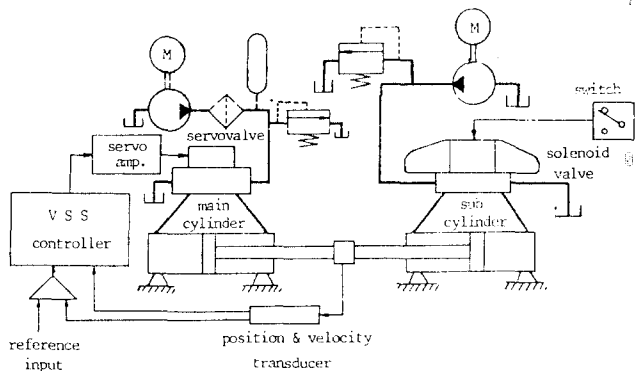 M
M
switch
servovalve
servo
amp.
solenoid
valve
main
cylinder
sub
cylinder
V S S
controller
position & velocity
transducer
reference
input